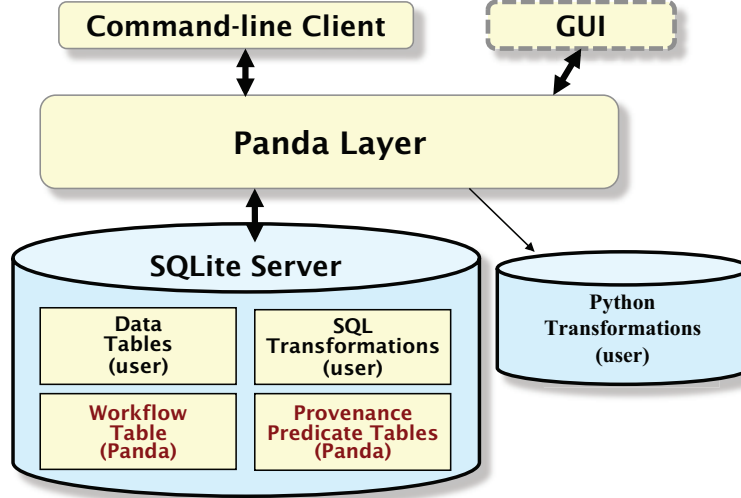 Command-line Client
GUI
Panda Layer
SQLite Server
Data
Tables
(user)
SQL
Transformations
(user)
Workflow
Table
(Panda)
Provenance
Predicate Tables
(Panda)
Python
Transformations
(user)